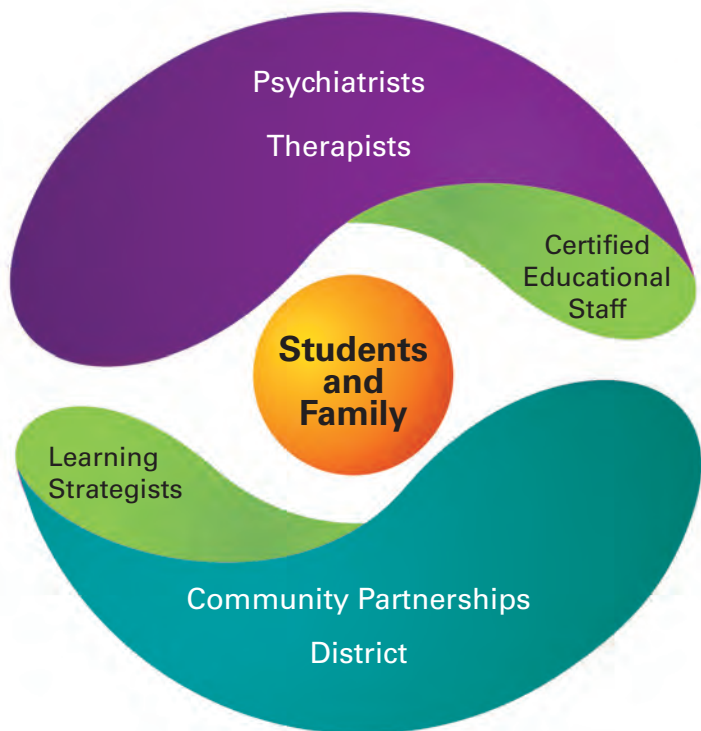 Psychiatrists
Therapists
Certified
Educational
Staff
Students
and
Family
Learning
Strategists
Community Partnerships
District